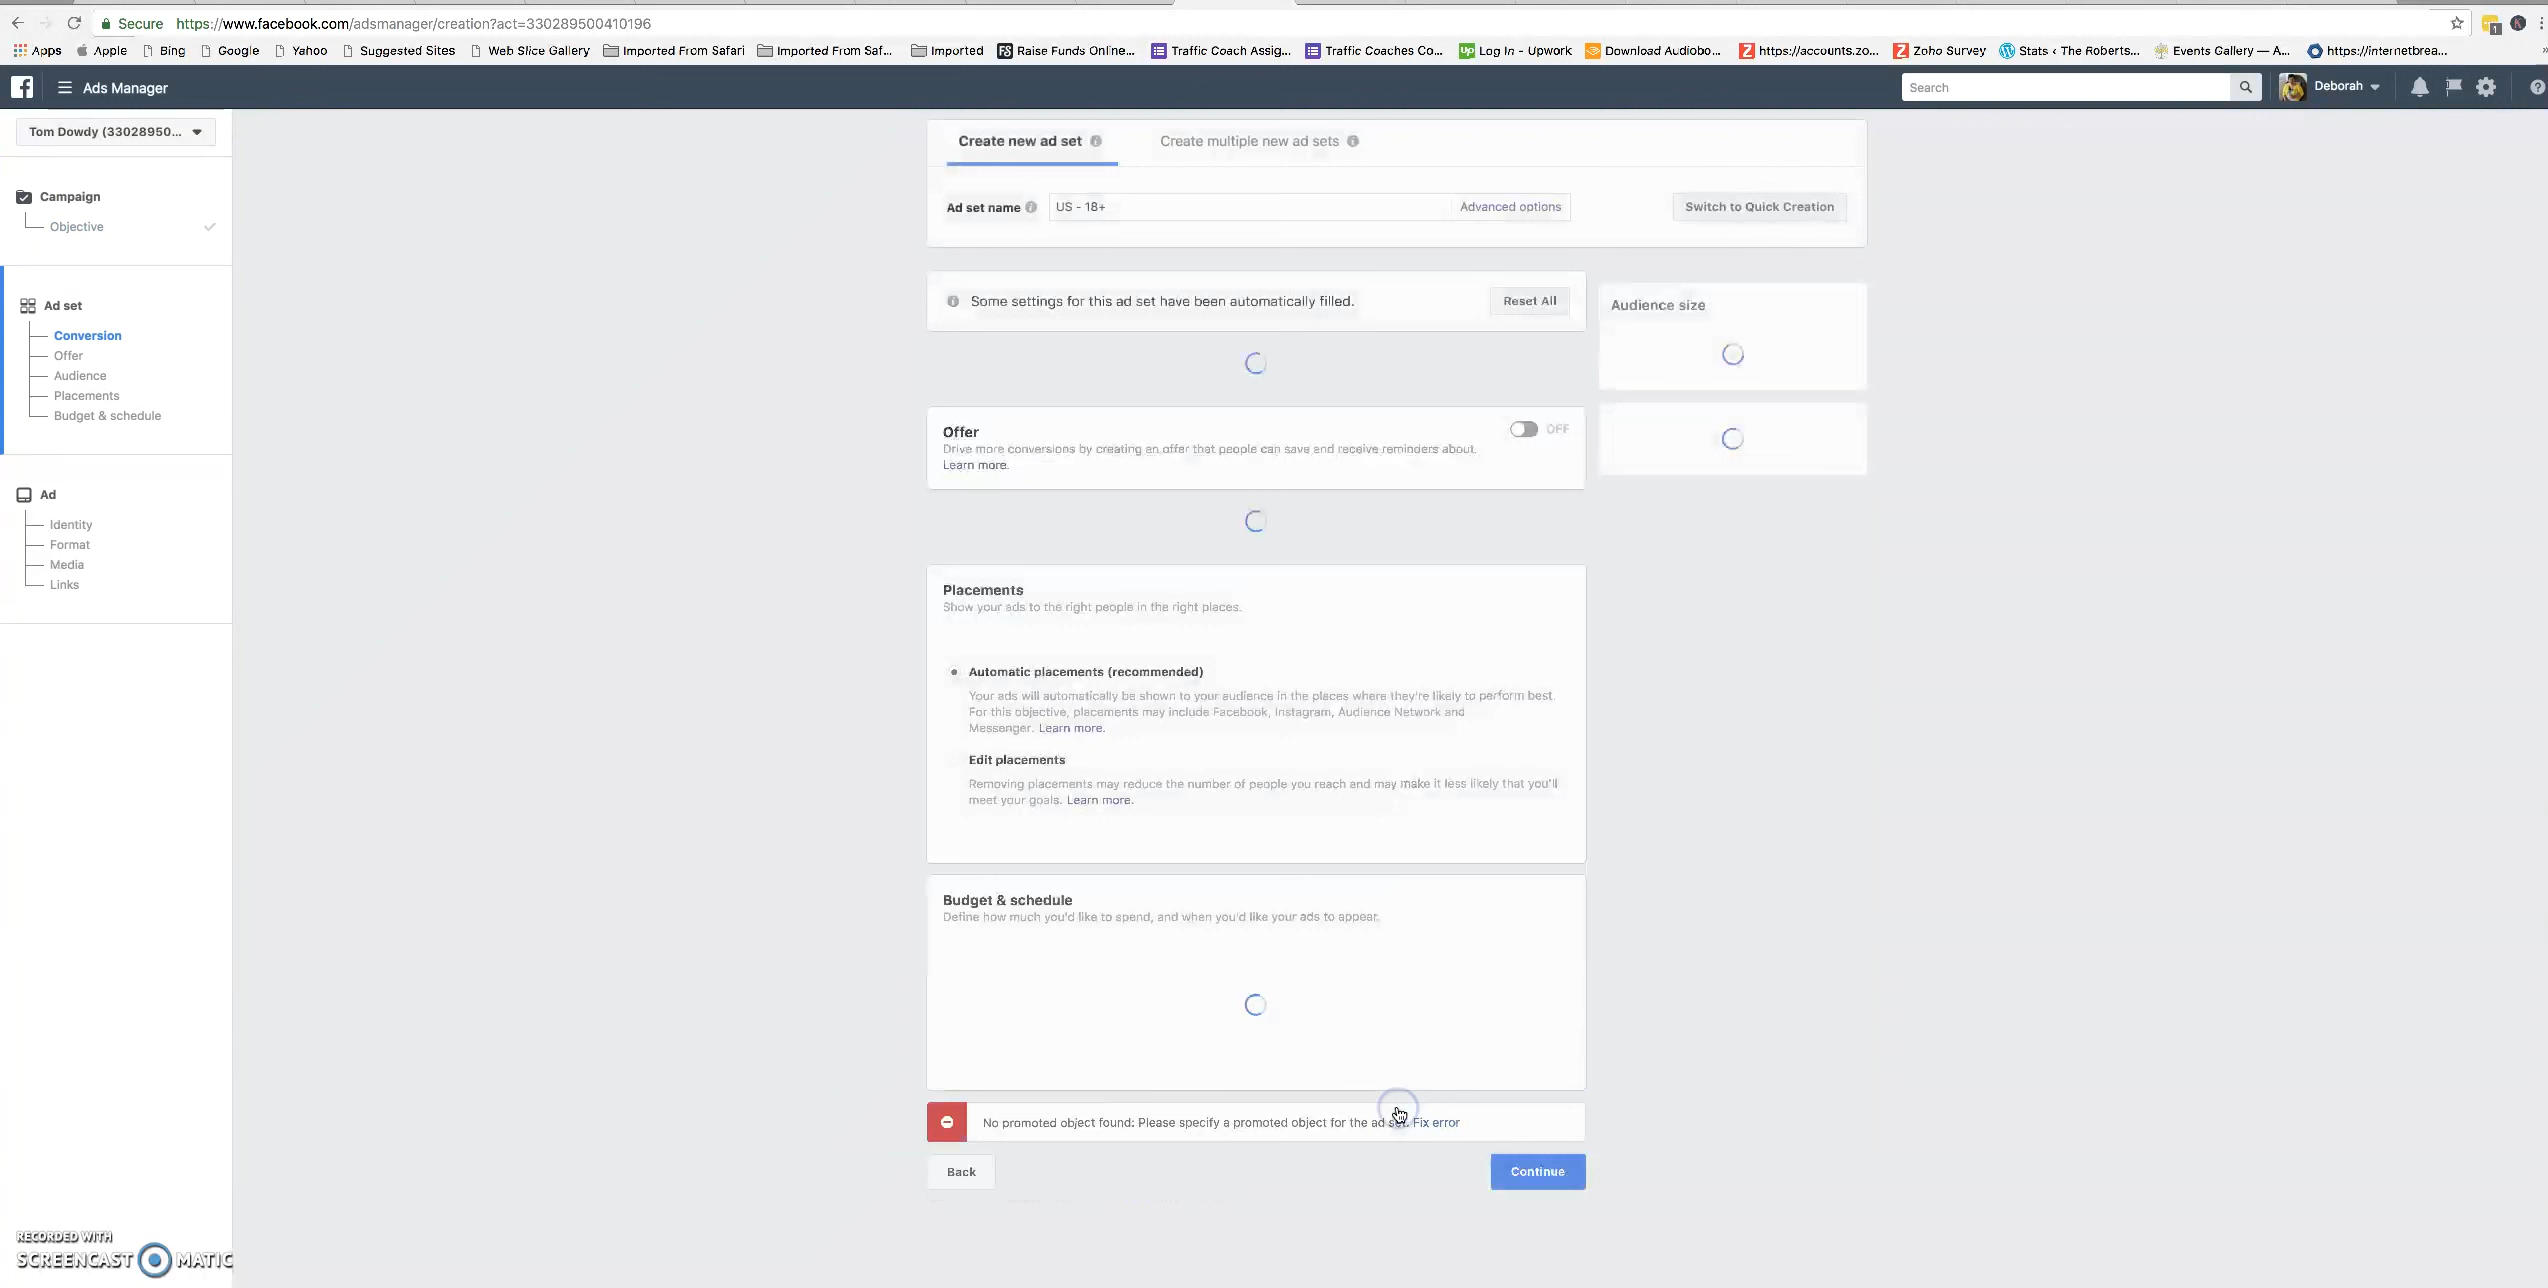 Secure https://www.facebook.com/adsmanager/creation?act=330289500410196
1
Apps Apple Bing Google Yahoo Suggested Sites Web Slice Gallery Imported From Safari Imported From Saf... Imported Raise Funds Online... Traffic Coach Assig... Traffic Coaches Co... Log In - Upwork Download Audiobo... https://accounts.zo... Zoho Survey Stats ‹ The Roberts... Events Gallery — A... https://internetbrea...
Ads Manager
Search
Deborah
Tom Dowdy (33028950...
Campaign
Objective
Ad set
Conversion
Offer
Audience
Placements
Budget & schedule
Ad
Identity
Format
Media
Links
Create new ad set Create multiple new ad sets
Ad set name US - 18+ Advanced options Switch to Quick Creation
Some settings for this ad set have been automatically filled. Reset All
Audience size
Offer OFF
Drive more conversions by creating an offer that people can save and receive reminders about.
Learn more.
Placements
Show your ads to the right people in the right places.
Automatic placements (recommended)
Your ads will automatically be shown to your audience in the places where they're likely to perform best.
For this objective, placements may include Facebook, Instagram, Audience Network and
Messenger. Learn more.
Edit placements
Removing placements may reduce the number of people you reach and may make it less likely that you'll
meet your goals. Learn more.
Budget & schedule
Define how much you'd like to spend, and when you'd like your ads to appear.
No promoted object found: Please specify a promoted object for the ad set. Fix error
Back Continue
RECORDED WITH
SCREENCAST MATIC